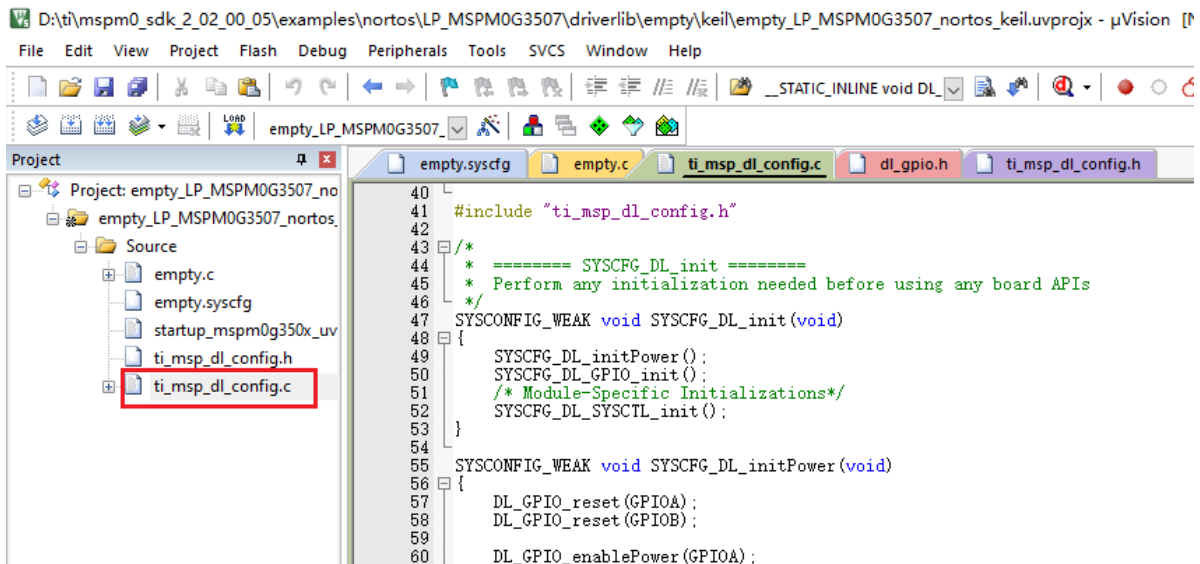 D:\ti\mspm0_sdk_2_02_00_05\examples\nortos\LP_MSPM0G3507\driverlib\empty\keil\empty_LP_MSPM0G3507_nortos_keil.uvprojx - µVision
File Edit View Project Flash Debug Peripherals Tools SVCS Window Help
__STATIC_INLINE void DL_
LOAD
empty_LP_MSPM0G3507_
Project
Project: empty_LP_MSPM0G3507_no
empty_LP_MSPM0G3507_nortos_
Source
empty.c
empty.syscfg
startup_mspm0g350x_uv
ti_msp_dl_config.h
ti_msp_dl_config.c
empty.syscfg empty.c ti_msp_dl_config.c dl_gpio.h ti_msp_dl_config.h
40
41 #include "ti_msp_dl_config.h"
42
43 /*
44 * ======== SYSCFG_DL_init ========
45 * Perform any initialization needed before using any board APIs
46 */
47 SYSCONFIG_WEAK void SYSCFG_DL_init(void)
48 {
49 SYSCFG_DL_initPower();
50 SYSCFG_DL_GPIO_init();
51 /* Module-Specific Initializations*/
52 SYSCFG_DL_SYSCTL_init();
53 }
54
55 SYSCONFIG_WEAK void SYSCFG_DL_initPower(void)
56 {
57 DL_GPIO_reset(GPIOA);
58 DL_GPIO_reset(GPIOB);
59
60 DL_GPIO_enablePower(GPIOA);